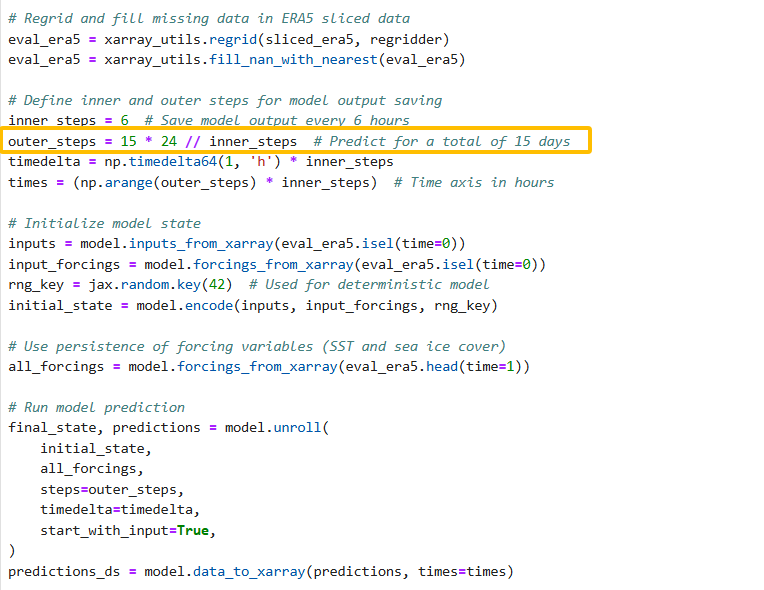 # Regrid and fill missing data in ERA5 sliced data
eval_era5 = xarray_utils.regrid(sliced_era5, regridder)
eval_era5 = xarray_utils.fill_nan_with_nearest(eval_era5)

# Define inner and outer steps for model output saving
inner_steps = 6  # Save model output every 6 hours
outer_steps = 15 * 24 // inner_steps  # Predict for a total of 15 days
timedelta = np.timedelta64(1, 'h') * inner_steps
times = (np.arange(outer_steps) * inner_steps)  # Time axis in hours

# Initialize model state
inputs = model.inputs_from_xarray(eval_era5.isel(time=0))
input_forcings = model.forcings_from_xarray(eval_era5.isel(time=0))
rng_key = jax.random.key(42)  # Used for deterministic model
initial_state = model.encode(inputs, input_forcings, rng_key)

# Use persistence of forcing variables (SST and sea ice cover)
all_forcings = model.forcings_from_xarray(eval_era5.head(time=1))

# Run model prediction
final_state, predictions = model.unroll(
    initial_state,
    all_forcings,
    steps=outer_steps,
    timedelta=timedelta,
    start_with_input=True,
)
predictions_ds = model.data_to_xarray(predictions, times=times)